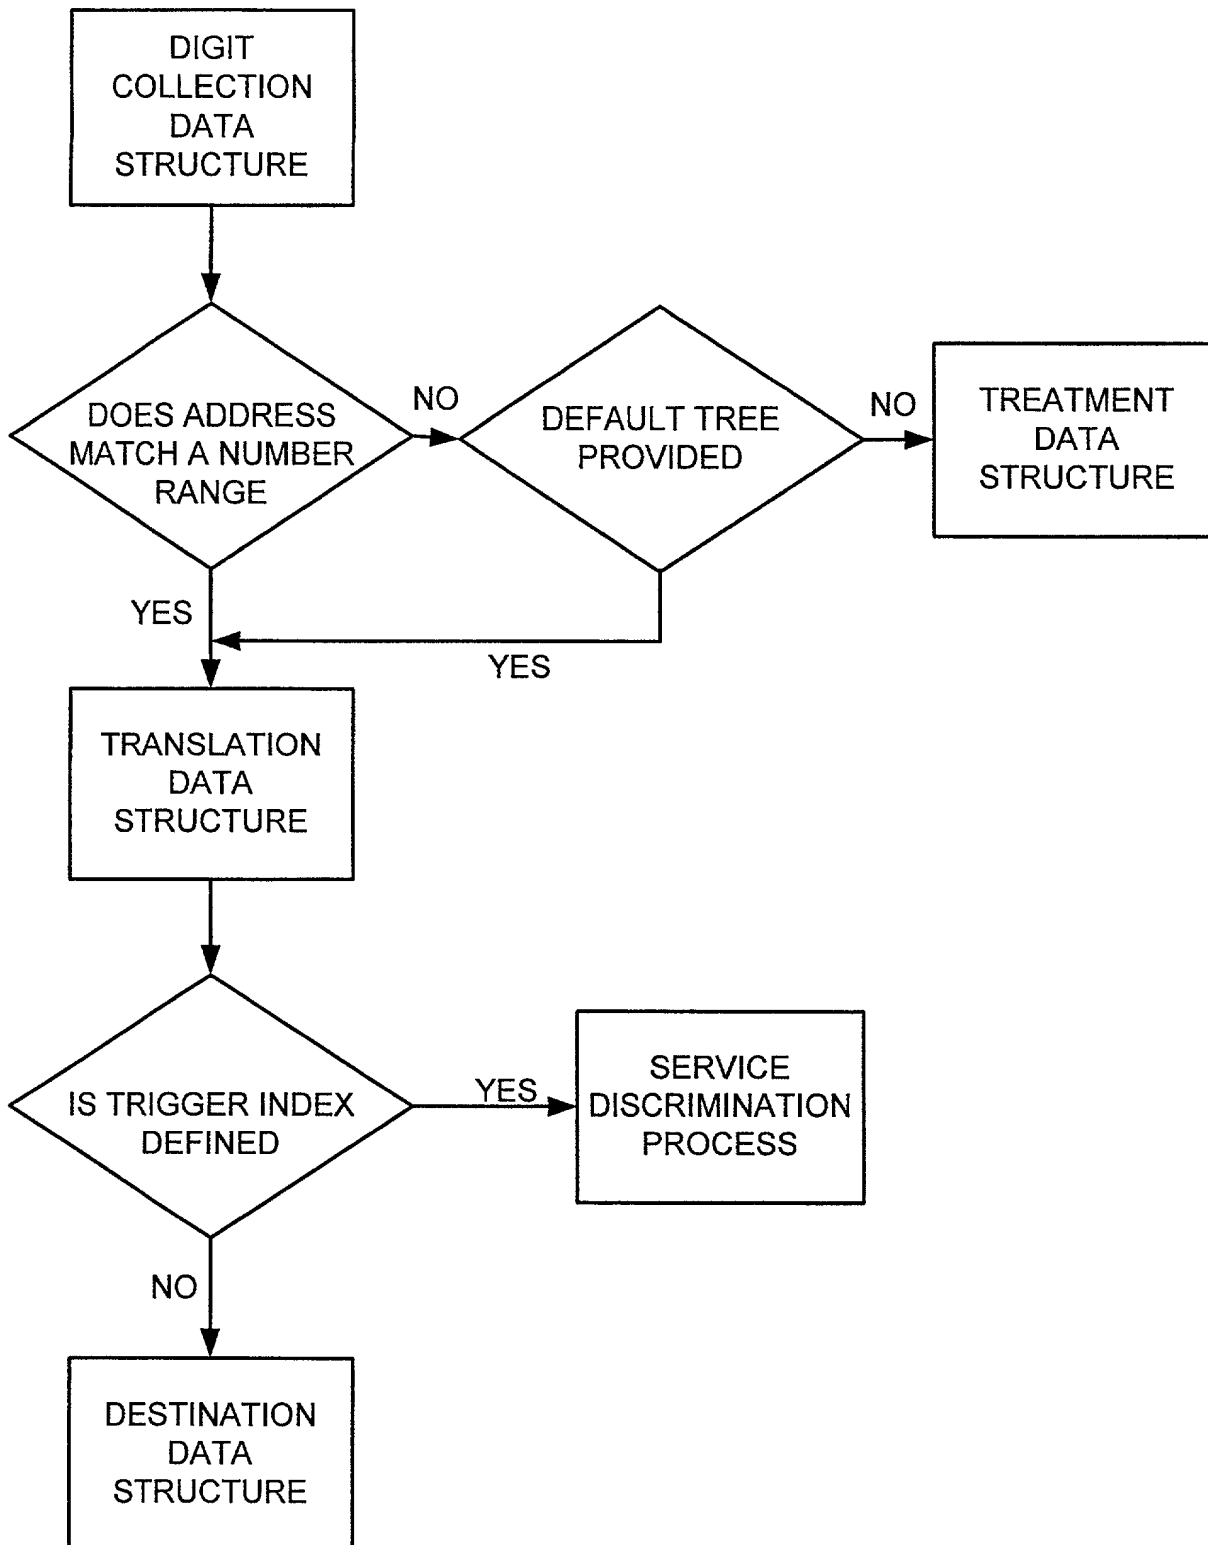 DIGIT
COLLECTION
DATA
STRUCTURE
DOES ADDRESS
MATCH A NUMBER
RANGE
NO
DEFAULT TREE
PROVIDED
NO
TREATMENT
DATA
STRUCTURE
YES
YES
TRANSLATION
DATA
STRUCTURE
IS TRIGGER INDEX
DEFINED
YES
SERVICE
DISCRIMINATION
PROCESS
NO
DESTINATION
DATA
STRUCTURE